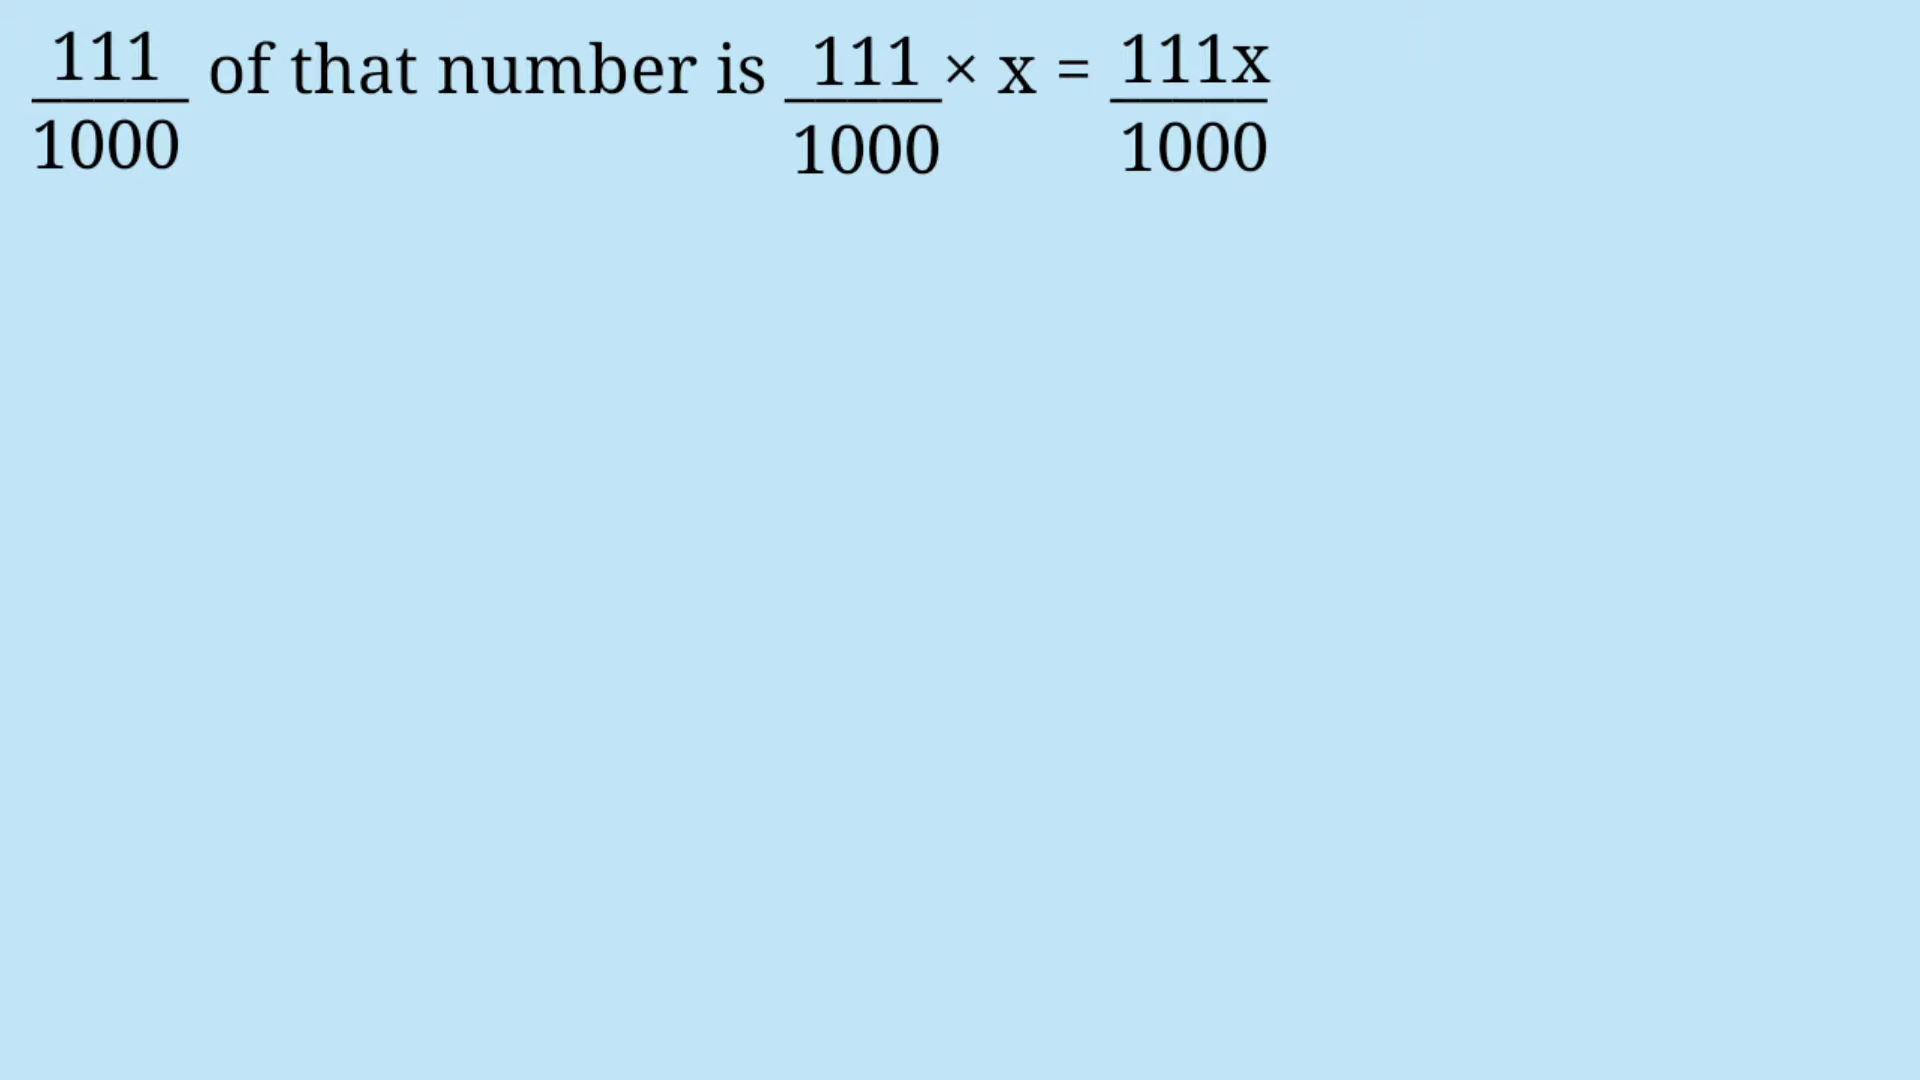 111/1000 of that number is 111/1000 × x = 111x/1000